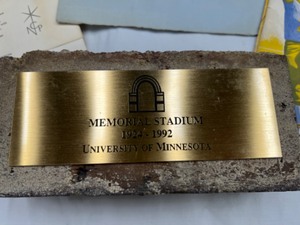 MEMORIAL STADIUM
1924 - 1992
UNIVERSITY OF MINNESOTA